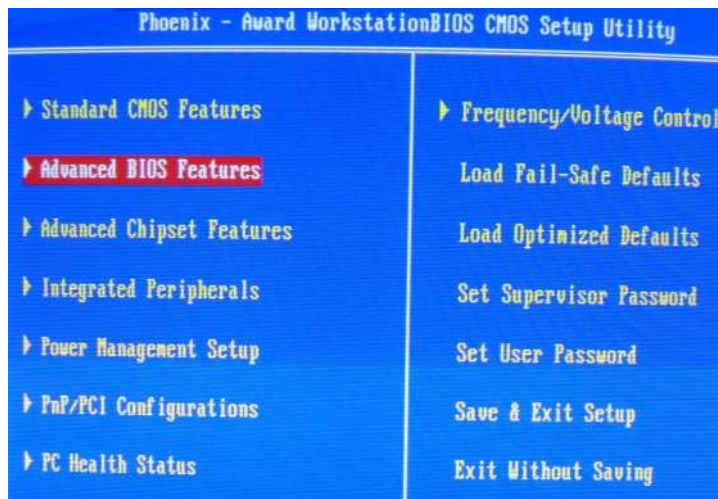 Phoenix - Award WorkstationBIOS CMOS Setup Utility
Standard CMOS Features
Advanced BIOS Features
Advanced Chipset Features
Integrated Peripherals
Power Management Setup
PnP/PCI Configurations
PC Health Status
Frequency/Voltage Control
Load Fail-Safe Defaults
Load Optimized Defaults
Set Supervisor Password
Set User Password
Save & Exit Setup
Exit Without Saving